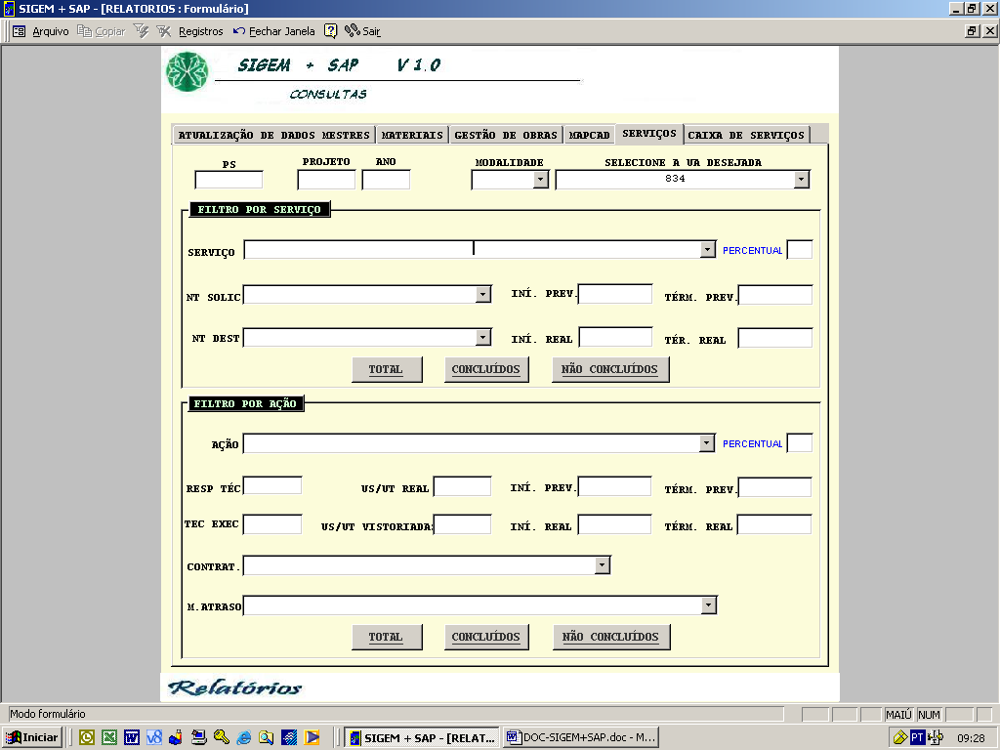 SIGEM + SAP - [RELATORIOS : Formulário]
Arquivo Copiar Registros Fechar Janela Sair
SIGEM + SAP V 1.0
CONSULTAS
ATUALIZAÇÃO DE DADOS MESTRES MATERIAIS GESTÃO DE OBRAS MAPCAD SERVIÇOS CAIXA DE SERVIÇOS
PS PROJETO ANO MODALIDADE SELECIONE A UA DESEJADA
834
FILTRO POR SERVIÇO
SERVIÇO PERCENTUAL
NT SOLIC INÍ. PREV. TÉRM. PREV.
NT DEST INÍ. REAL TÉR. REAL
TOTAL CONCLUÍDOS NÃO CONCLUÍDOS
FILTRO POR AÇÃO
AÇÃO PERCENTUAL
RESP TÉC US/UT REAL INÍ. PREV. TÉRM. PREV.
TEC EXEC US/UT VISTORIADA: INÍ. REAL TÉRM. REAL
CONTRAT.
M.ATRASO
TOTAL CONCLUÍDOS NÃO CONCLUÍDOS
Relatórios
Modo formulário MAIÚ NUM
Iniciar SIGEM + SAP - [RELAT... DOC-SIGEM+SAP.doc - M... PT 09:28